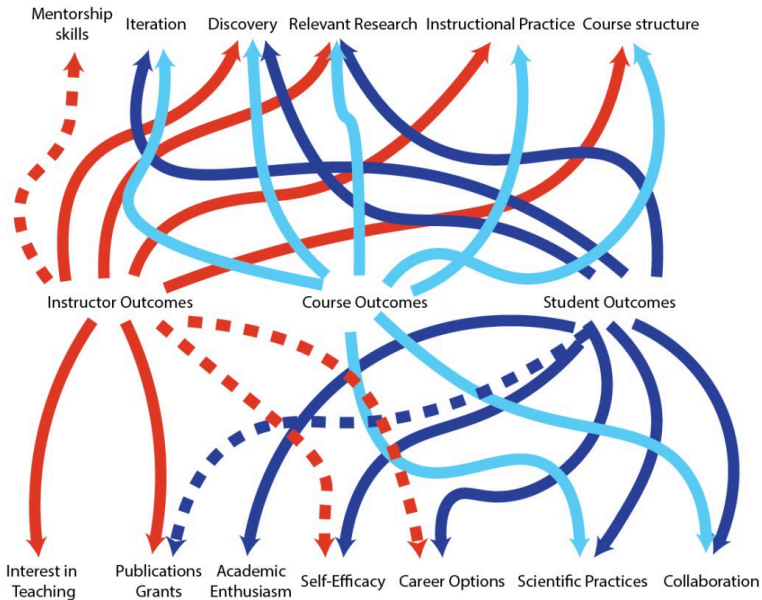 Mentorship
skills
Iteration
Discovery
Relevant Research
Instructional Practice
Course structure
Instructor Outcomes
Course Outcomes
Student Outcomes
Interest in
Teaching
Publications
Grants
Academic
Enthusiasm
Self-Efficacy
Career Options
Scientific Practices
Collaboration